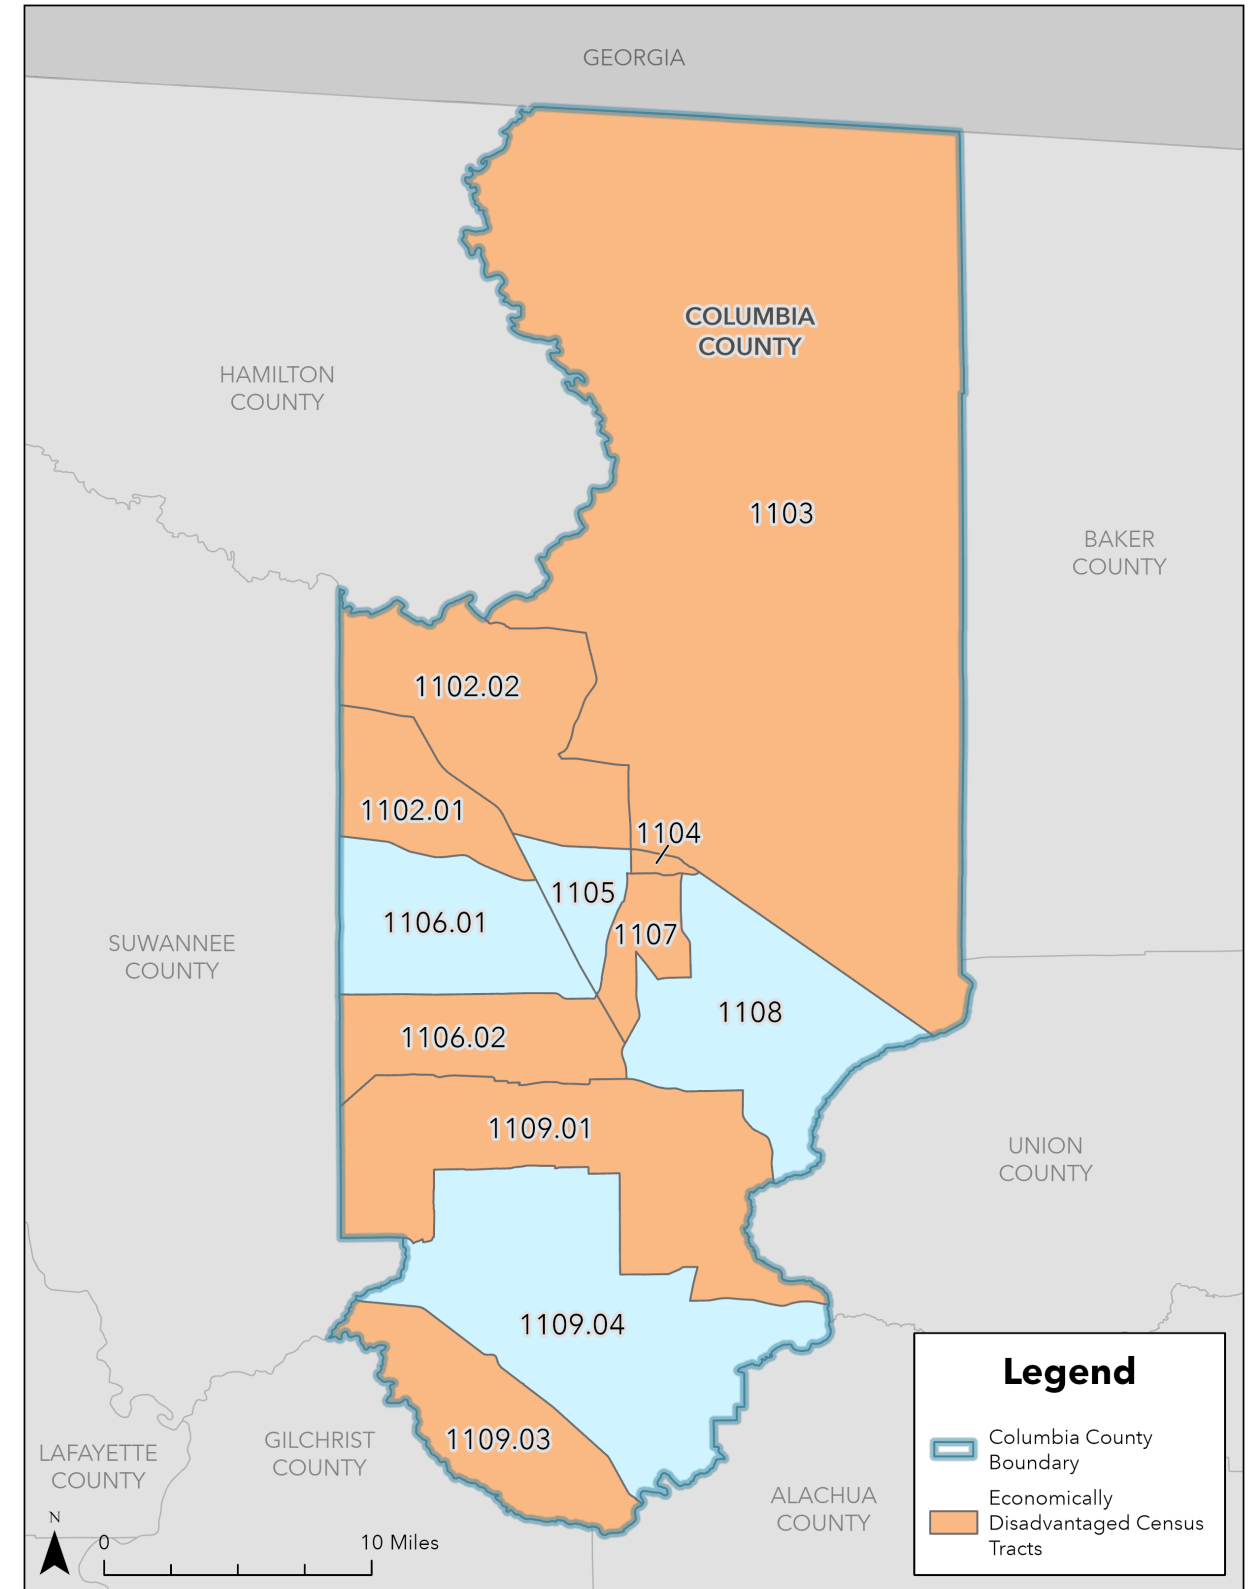 GEORGIA
COLUMBIA
COUNTY
HAMILTON
COUNTY
1103
BAKER
COUNTY
1102.02
1102.01
1104
1105
1106.01
1107
SUWANNEE
COUNTY
1108
1106.02
1109.01
UNION
COUNTY
1109.04
1109.03
GILCHRIST
COUNTY
LAFAYETTE
COUNTY
ALACHUA
COUNTY
N
0
10 Miles
Legend
Columbia County
Boundary
Economically
Disadvantaged Census
Tracts